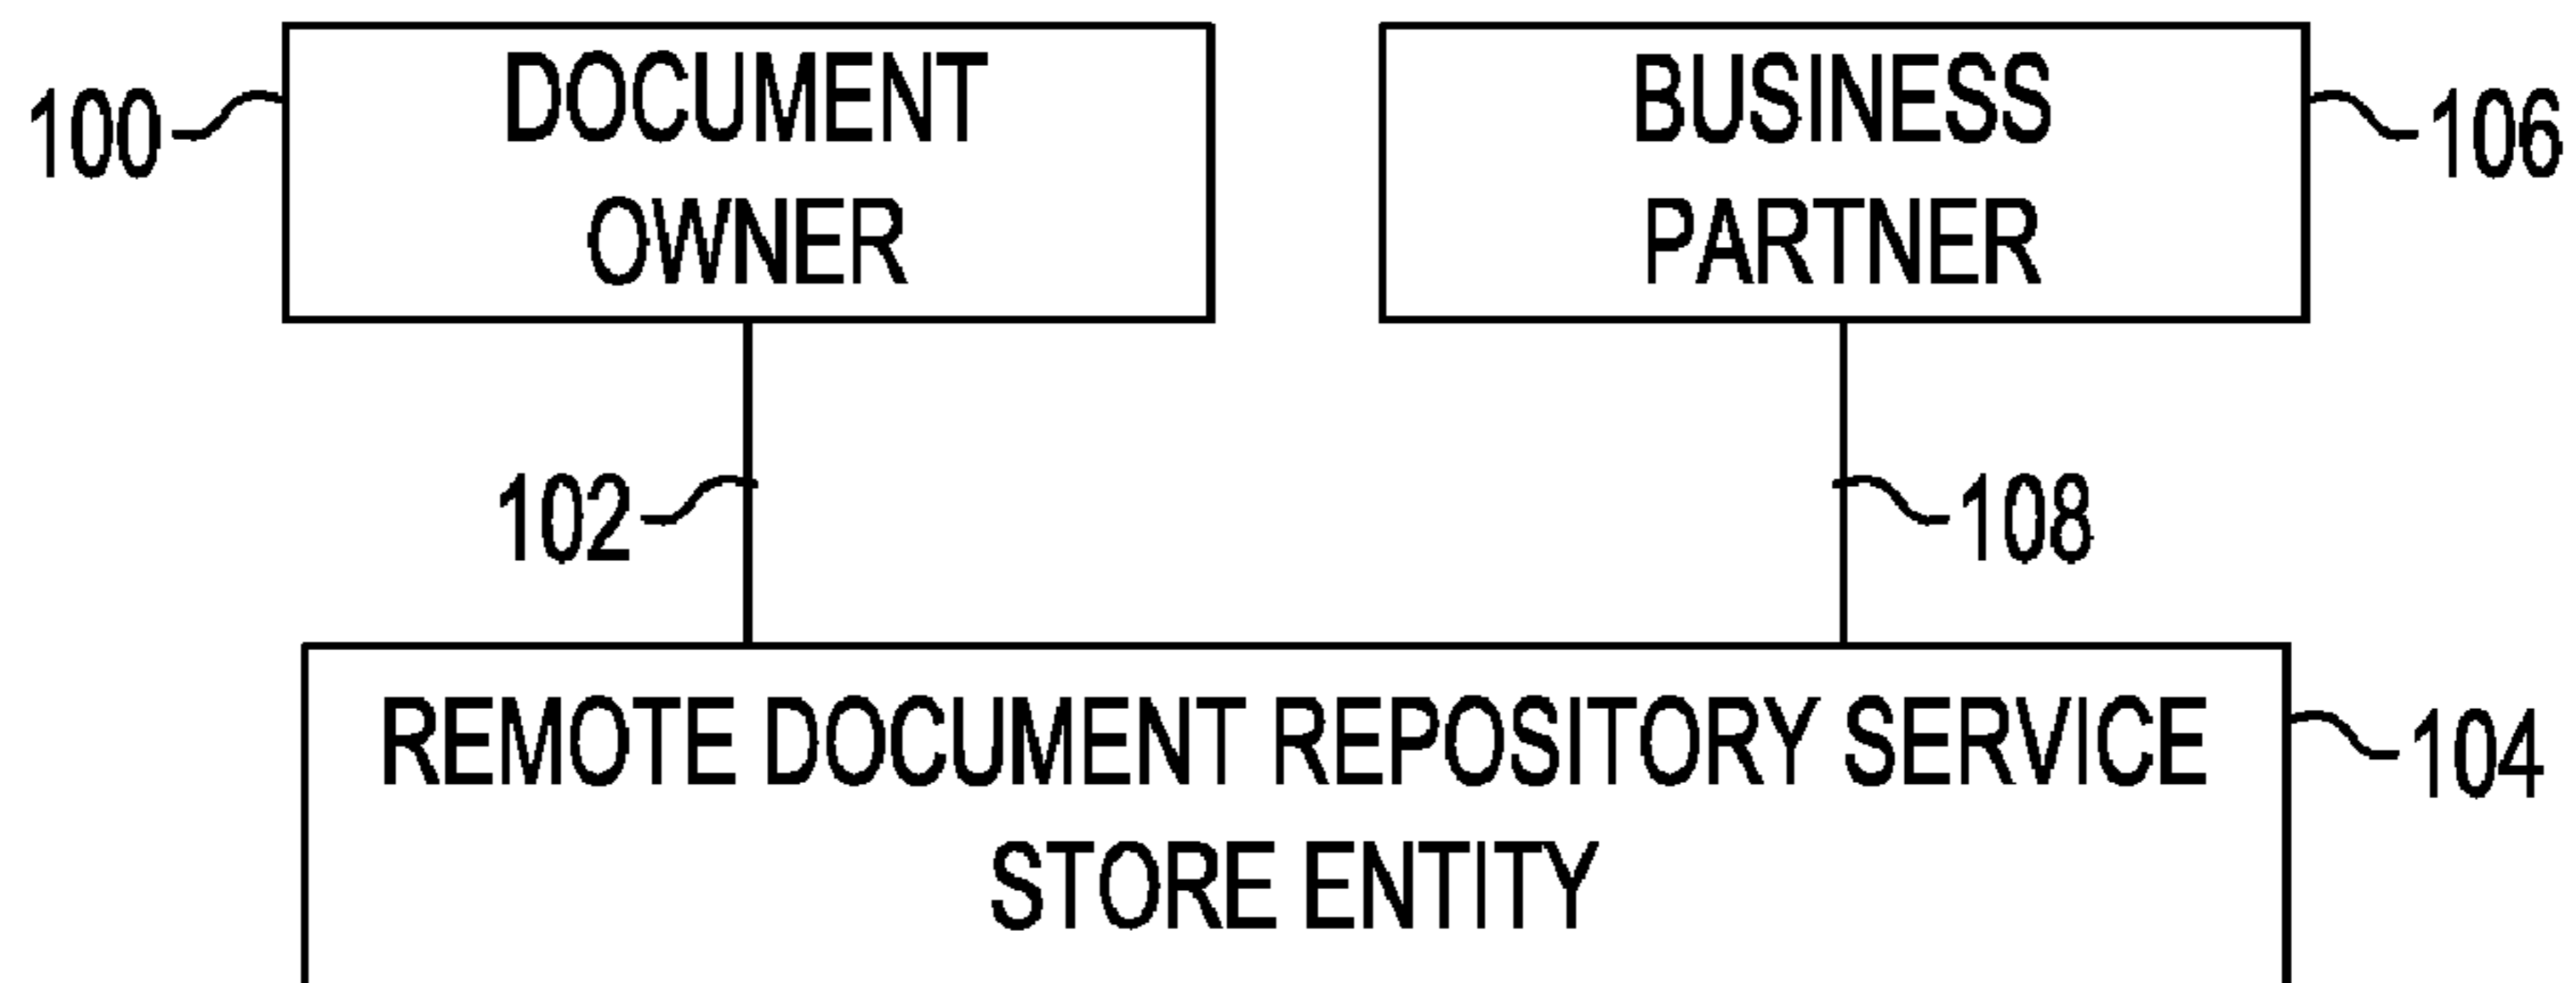 DOCUMENT
OWNER
100
BUSINESS
PARTNER
106
102
108
REMOTE DOCUMENT REPOSITORY SERVICE
STORE ENTITY
104